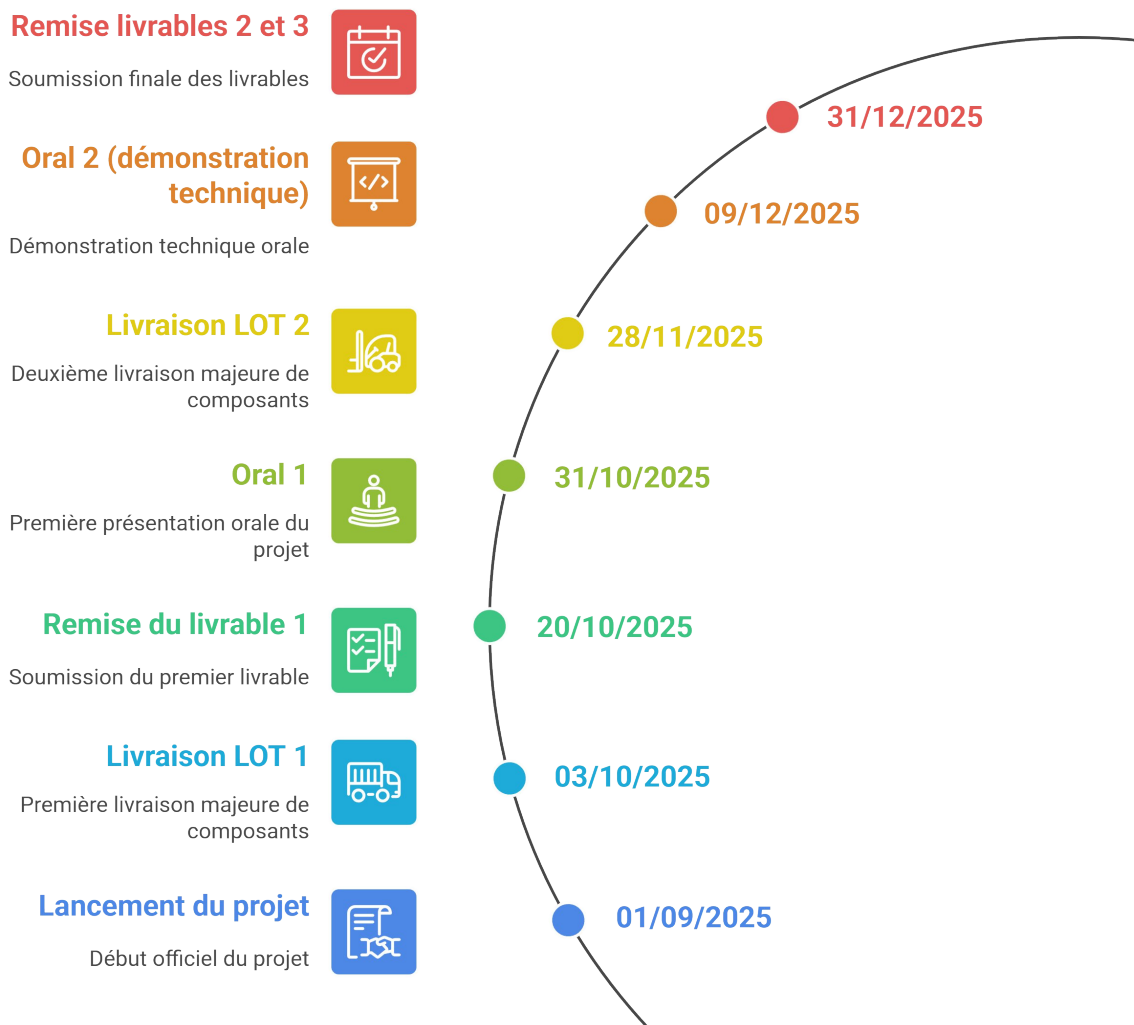 Remise livrables 2 et 3
Soumission finale des livrables
31/12/2025
Oral 2 (démonstration
technique)
Démonstration technique orale
09/12/2025
Livraison LOT 2
Deuxième livraison majeure de
composants
28/11/2025
Oral 1
Première présentation orale du
projet
31/10/2025
Remise du livrable 1
Soumission du premier livrable
20/10/2025
Livraison LOT 1
Première livraison majeure de
composants
03/10/2025
Lancement du projet
Début officiel du projet
01/09/2025